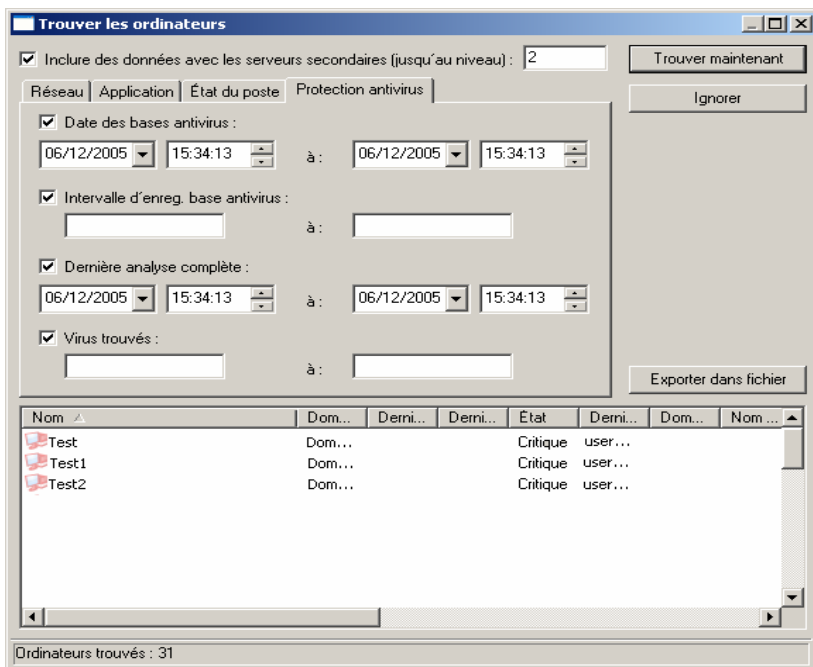 Trouver les ordinateurs
Inclure des données avec les serveurs secondaires (jusqu´au niveau) : 2
Trouver maintenant
Réseau Application État du poste Protection antivirus
Ignorer
Date des bases antivirus :
06/12/2005 15:34:13 à : 06/12/2005 15:34:13
Intervalle d´enreg. base antivirus :
à :
Dernière analyse complète :
06/12/2005 15:34:13 à : 06/12/2005 15:34:13
Virus trouvés :
à :
Exporter dans fichier
Nom Dom... Derni... Derni... État Derni... Dom... Nom ...
Test Dom... Critique user...
Test1 Dom... Critique user...
Test2 Dom... Critique user...
Ordinateurs trouvés : 31